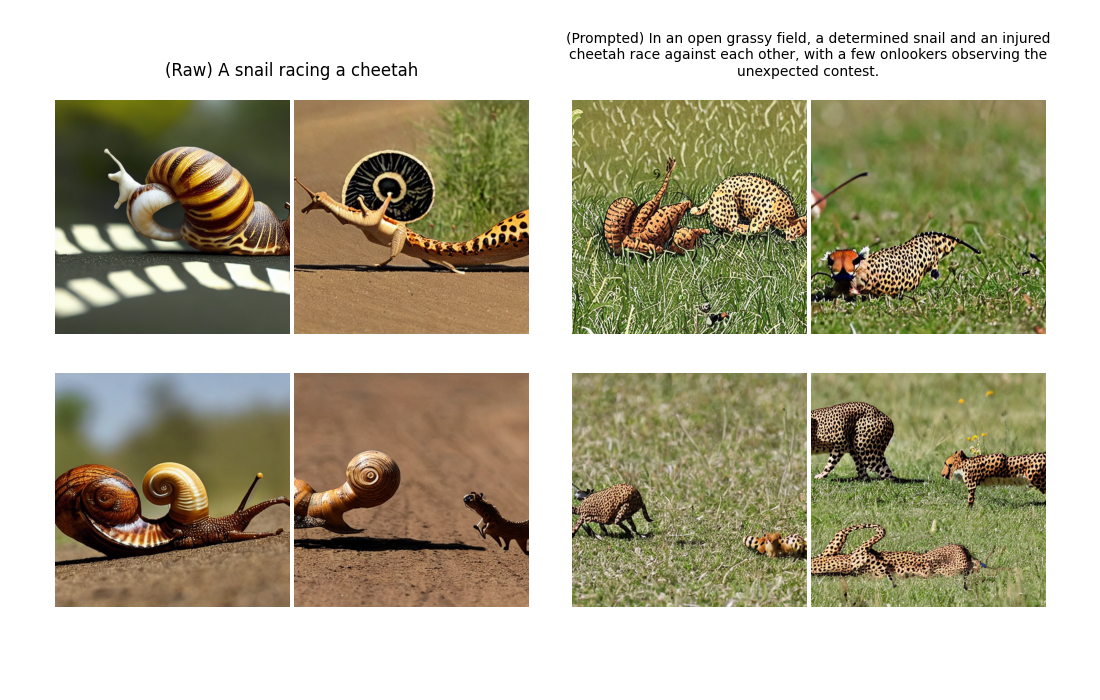 (Raw) A snail racing a cheetah
(Prompted) In an open grassy field, a determined snail and an injured
cheetah race against each other, with a few onlookers observing the
unexpected contest.